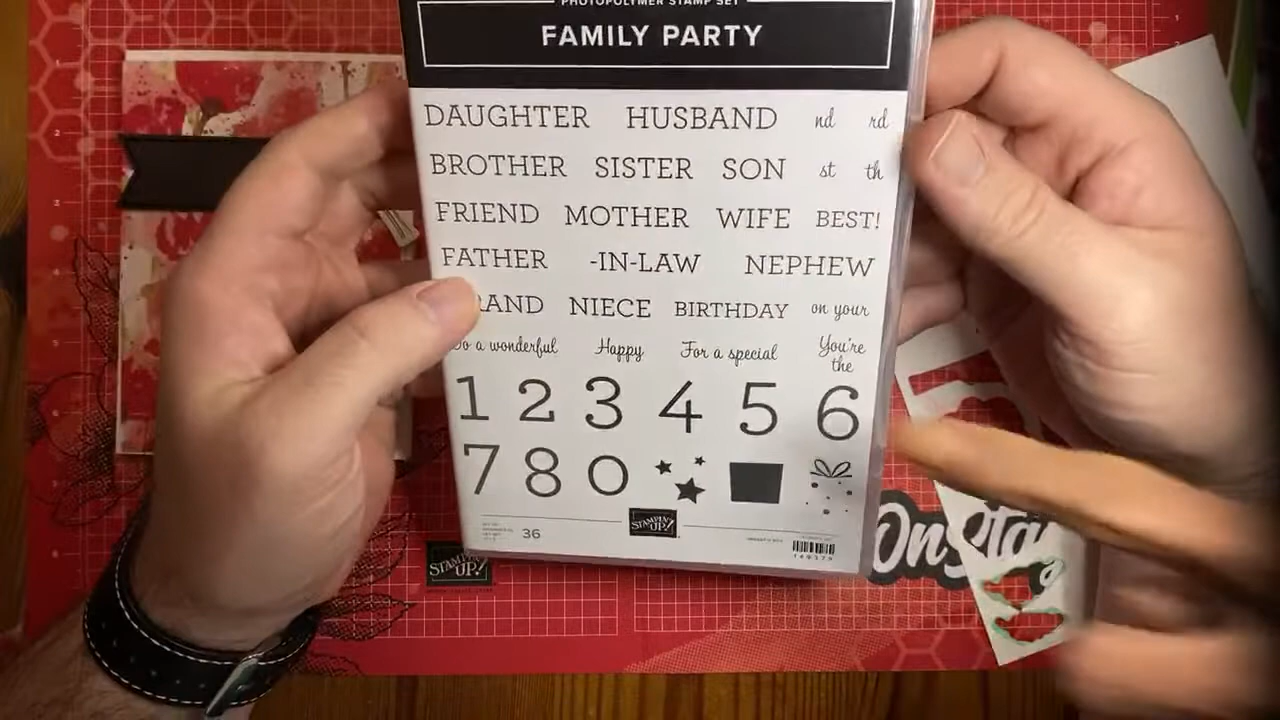 PHOTOPOLYMER STAMP SET
FAMILY PARTY
DAUGHTER HUSBAND nd rd
BROTHER SISTER SON st th
FRIEND MOTHER WIFE BEST!
FATHER -IN-LAW NEPHEW
RAND NIECE BIRTHDAY on your
o a wonderful Happy For a special You're
the
1 2 3 4 5 6
7 8 0
STAMPIN' UP!
36
STAMPIN' UP!
OnStag